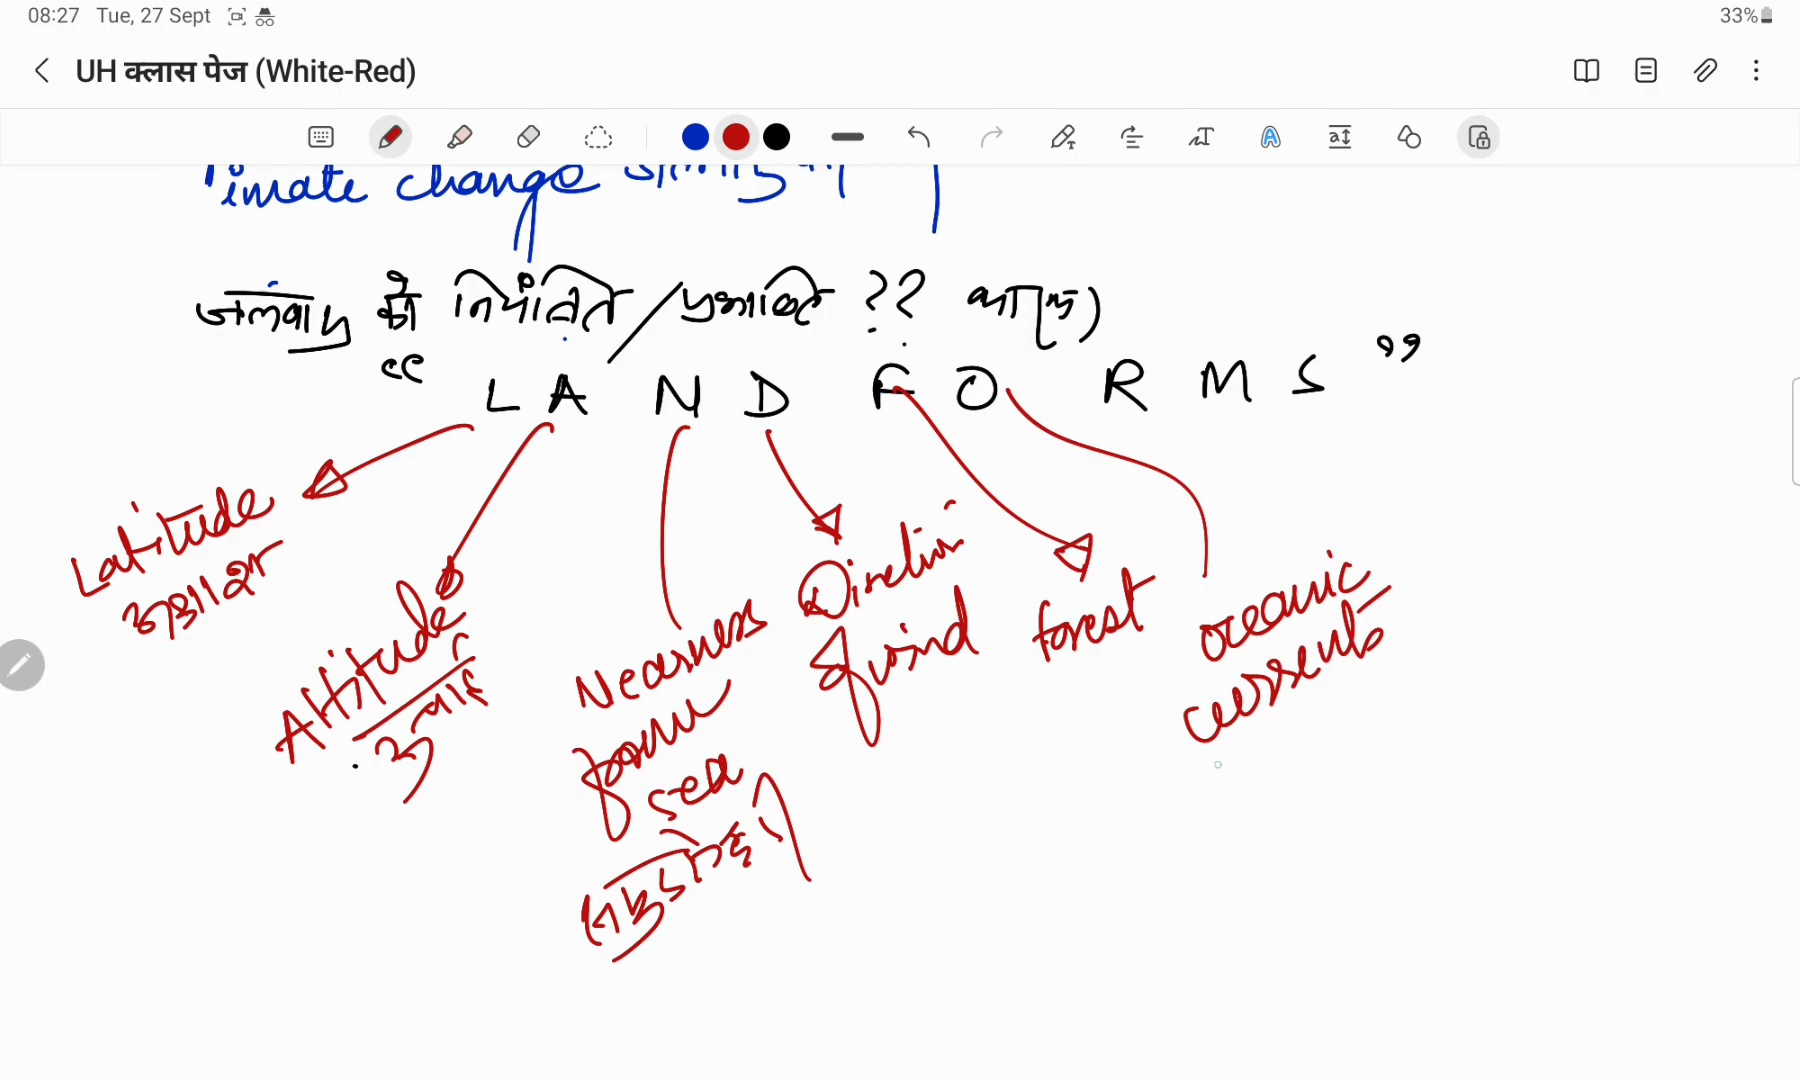 08:27 Tue, 27 Sept 33%
UH क्लास पेज (White-Red)
imate change
जलवायु को नियंत्रित / प्रभावित ?? कारक)
“ L A N D F O R M S ”
Latitude
अक्षांश
Altitude
ऊंचाई
Nearness
from
sea
Direction
of wind
forest
oceanic
currents